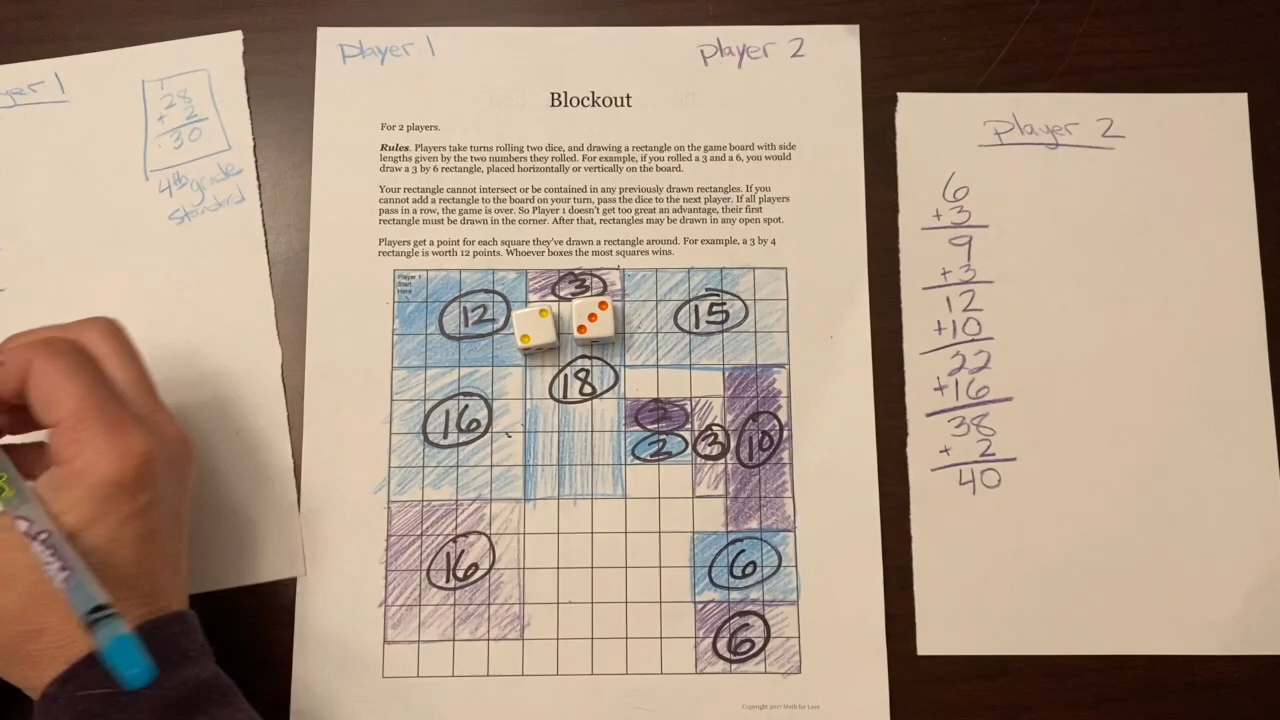 yer 1
28
+ 2
30
4th grade
standard
Player 1
Player 2
Blockout
For 2 players.
Rules. Players take turns rolling two dice, and drawing a rectangle on the game board with side
lengths given by the two numbers they rolled. For example, if you rolled a 3 and a 6, you would
draw a 3 by 6 rectangle, placed horizontally or vertically on the board.
Your rectangle cannot intersect or be contained in any previously drawn rectangles. If you
cannot add a rectangle to the board on your turn, pass the dice to the next player. If all players
pass in a row, the game is over. So Player 1 doesn't get too great an advantage, their first
rectangle must be drawn in the corner. After that, rectangles may be drawn in any open spot.
Players get a point for each square they've drawn a rectangle around. For example, a 3 by 4
rectangle is worth 12 points. Whoever boxes the most squares wins.
Player 1
Start
Here
12
3
15
18
16
2
2
3
10
16
6
6
Copyright 2017 Math for Love
Player 2
6
+3
9
+3
12
+10
22
+16
38
+ 2
40